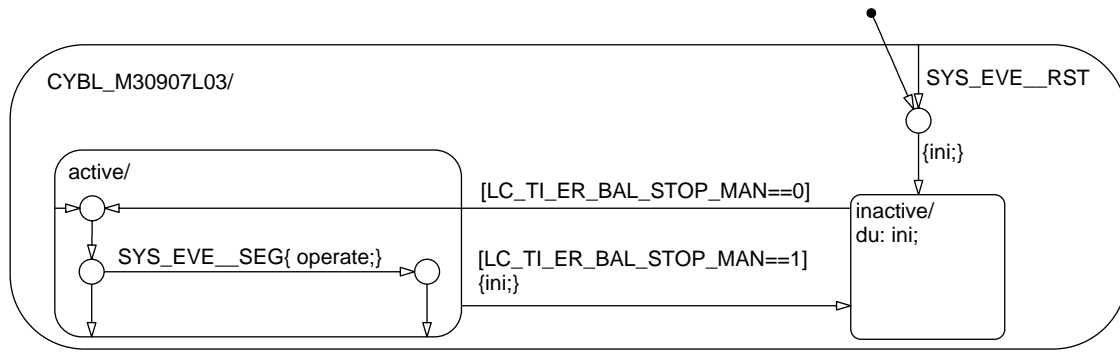 CYBL_M30907L03/
SYS_EVE__RST
{ini;}
active/
[LC_TI_ER_BAL_STOP_MAN==0]
inactive/
du: ini;
SYS_EVE__SEG{ operate;}
[LC_TI_ER_BAL_STOP_MAN==1]
{ini;}